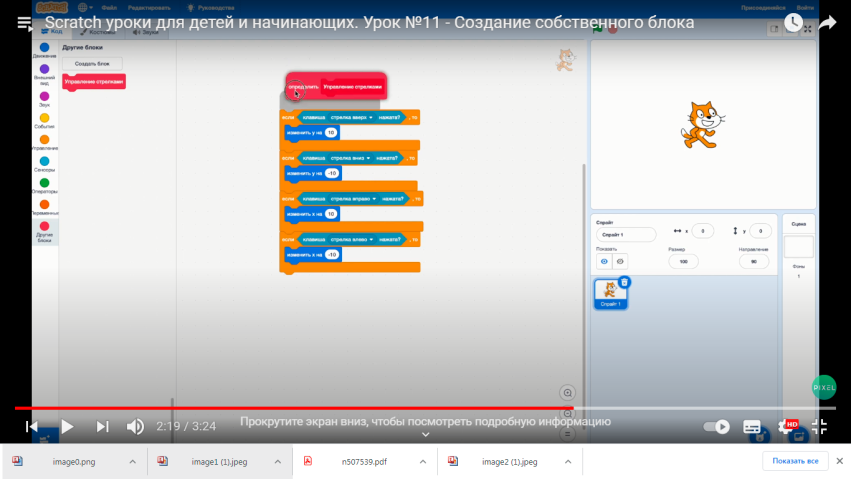 Файл
Редактировать
Руководства
Присоединяйся
Войти
Scratch уроки для детей и начинающих. Урок №11 - Создание собственного блока
Код
Костюмы
Звуки
Другие блоки
Создать блок
Управление стрелками
Движение
Внешний вид
Звук
События
Управление
Сенсоры
Операторы
Переменные
Другие блоки
определить Управление стрелками
если клавиша стрелка вверх нажата? , то
изменить y на 10
если клавиша стрелка вниз нажата? , то
изменить y на -10
если клавиша стрелка вправо нажата? , то
изменить x на 10
если клавиша стрелка влево нажата? , то
изменить x на -10
Спрайт
Спрайт 1
x 0
y 0
Показать
Размер
Направление
100
90
Спрайт 1
Сцена
Фоны
1
PIXEL
2:19 / 3:24
Прокрутите экран вниз, чтобы посмотреть подробную информацию
HD
image0.png
image1 (1).jpeg
n507539.pdf
image2 (1).jpeg
Показать все